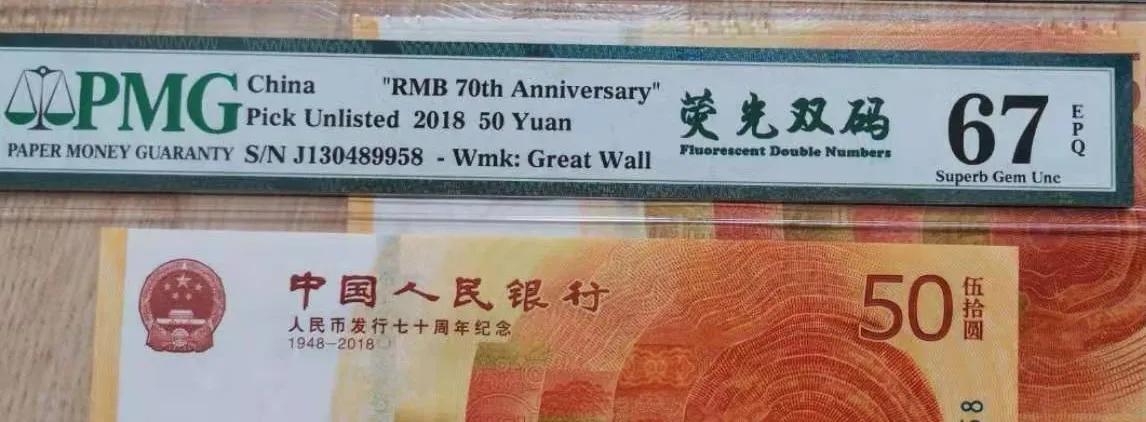 PMG
PAPER MONEY GUARANTY
China "RMB 70th Anniversary"
Pick Unlisted 2018 50 Yuan
S/N J130489958 - Wmk: Great Wall
荧光双码
Fluorescent Double Numbers
67
EPQ
Superb Gem Unc
中国人民银行
人民币发行七十周年纪念
1948-2018
50
伍拾圆